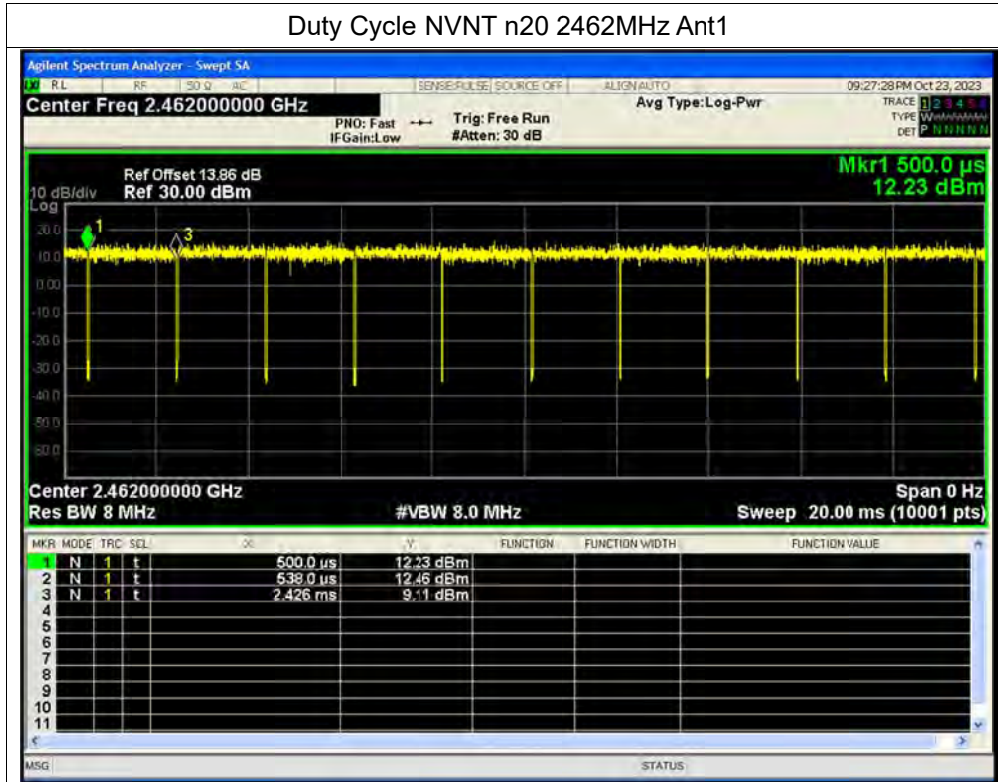 Duty Cycle NVNT n20 2462MHz Ant1
Agilent Spectrum Analyzer - Swept SA
RL RF 50 Ω AC SENSE:PULSE SOURCE OFF ALIGN AUTO 09:27:28 PM Oct 23, 2023
Center Freq 2.462000000 GHz Avg Type:Log-Pwr TRACE 1 2 3 4 5 6
PNO: Fast Trig: Free Run TYPE W
IFGain:Low #Atten: 30 dB DET P N N N N N
Mkr1 500.0 µs
Ref Offset 13.86 dB
10 dB/div Ref 30.00 dBm 12.23 dBm
Log
20.0
1
3
10.0
0.00
-10.0
-20.0
-30.0
-40.0
-50.0
-60.0
Center 2.462000000 GHz Span 0 Hz
Res BW 8 MHz #VBW 8.0 MHz Sweep 20.00 ms (10001 pts)
MKR MODE TRC SCL X Y FUNCTION FUNCTION WIDTH FUNCTION VALUE
1 N 1 t 500.0 µs 12.23 dBm
2 N 1 t 538.0 µs 12.46 dBm
3 N 1 t 2.426 ms 9.11 dBm
4
5
6
7
8
9
10
11
MSG STATUS